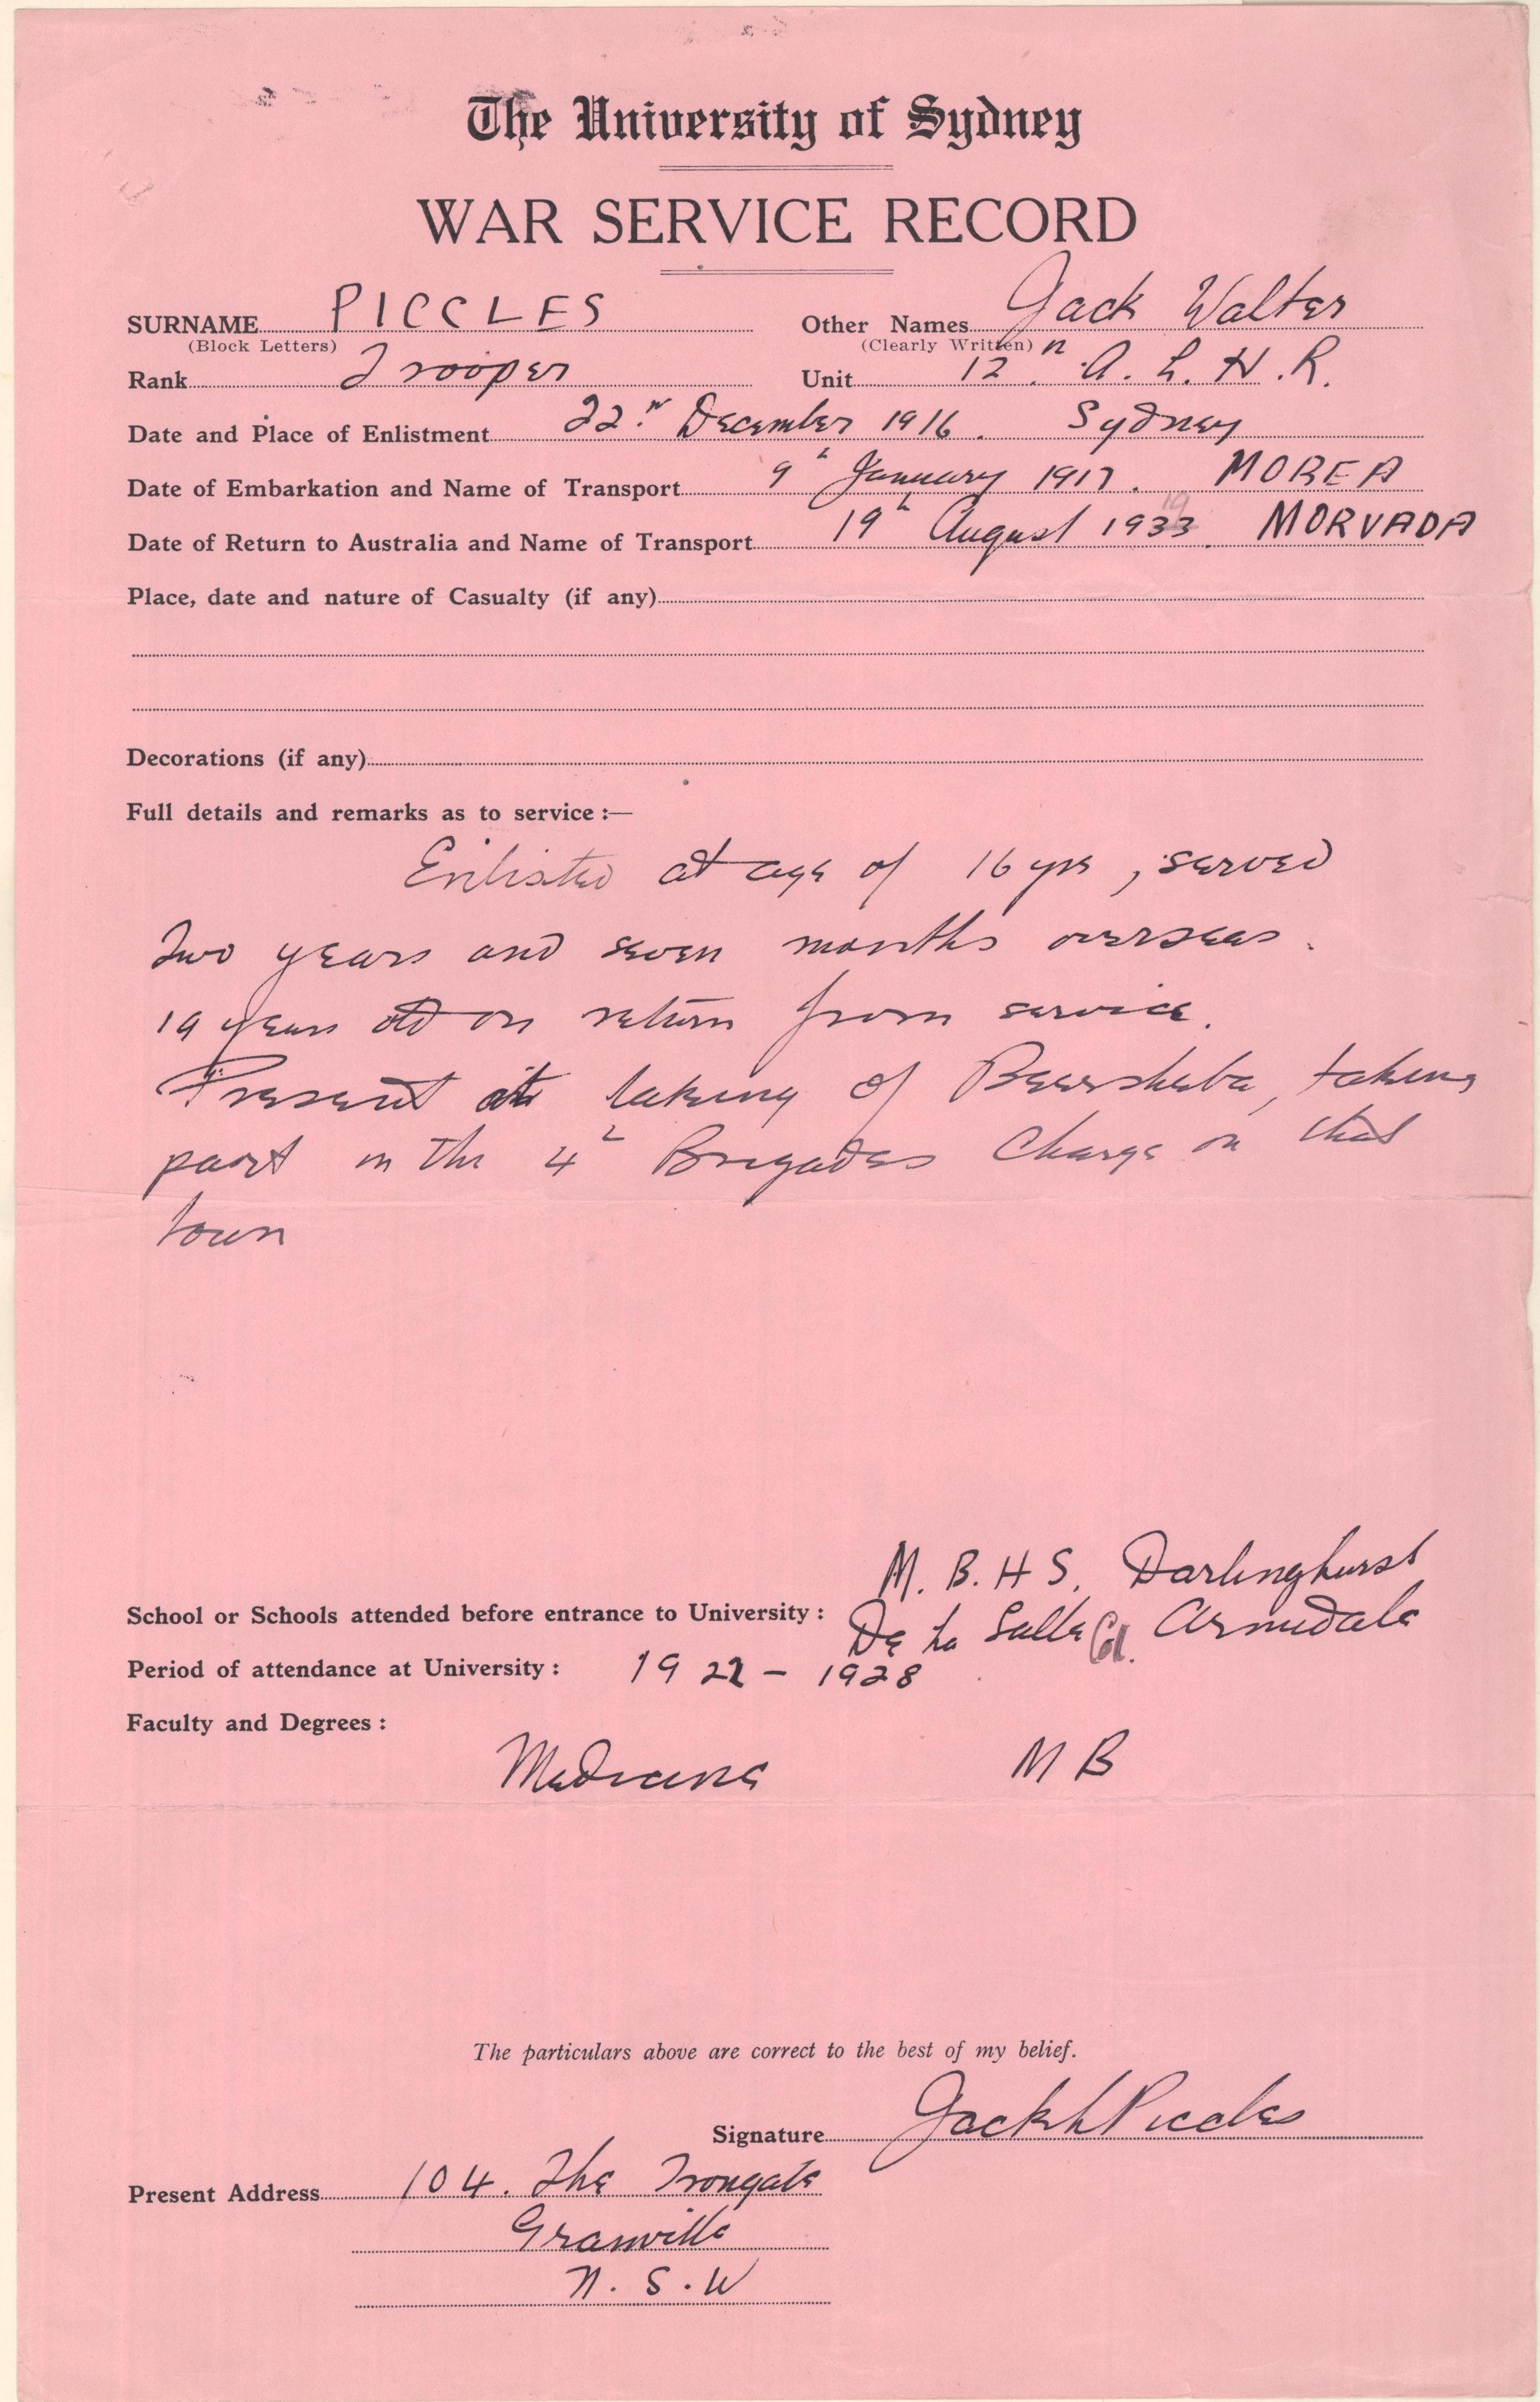 The University of Sydney
WAR SERVICE RECORD
SURNAME PICCLES Other Names Jack Walter
(Block Letters) (Clearly Written)
Rank Trooper Unit 12th A. L. H. R.
Date and Place of Enlistment 22nd December 1916. Sydney
Date of Embarkation and Name of Transport 9th January 1917. MOREA
19
Date of Return to Australia and Name of Transport 19th August 1933. MORVADA
Place, date and nature of Casualty (if any)
Decorations (if any)
Full details and remarks as to service :—
Enlisted at age of 16 yrs, served
two years and seven months overseas.
19 years old on return from service.
Present at taking of Beersheba, taking
part in the 4th Brigades Charge on that
town
M. B. H S. Darlinghurst
School or Schools attended before entrance to University : De La Salle Col. Armidale
Period of attendance at University : 1922 - 1928
Faculty and Degrees :
Medicine M B
The particulars above are correct to the best of my belief.
Signature Jack W Piccles
Present Address 104. The Trongate
Granville
N. S. W